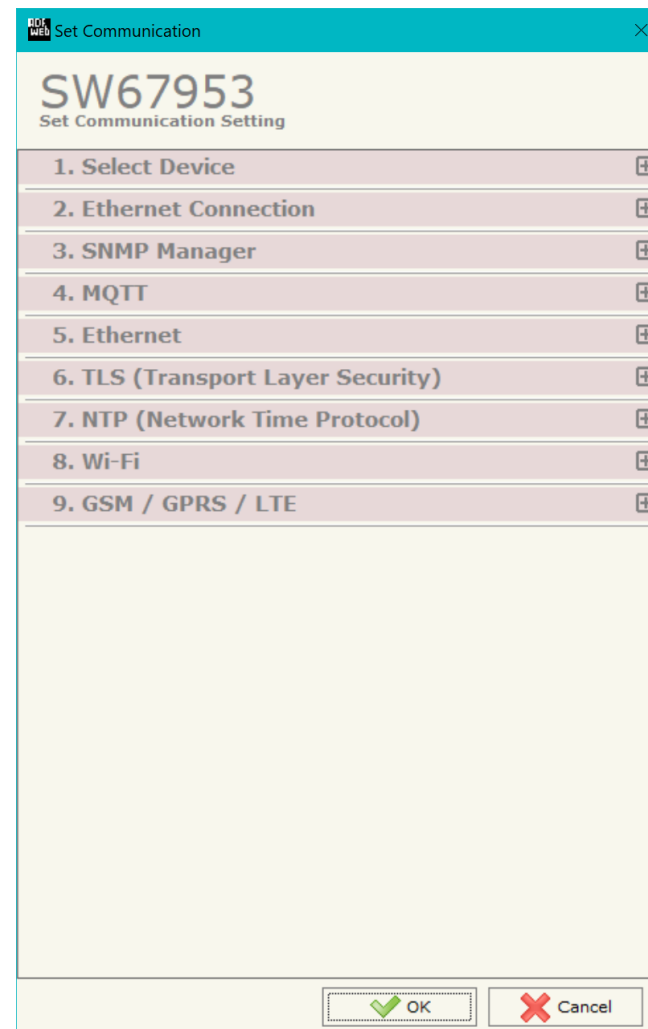 ADF
WEB Set Communication
SW67953
Set Communication Setting
1. Select Device
2. Ethernet Connection
3. SNMP Manager
4. MQTT
5. Ethernet
6. TLS (Transport Layer Security)
7. NTP (Network Time Protocol)
8. Wi-Fi
9. GSM / GPRS / LTE
OK Cancel